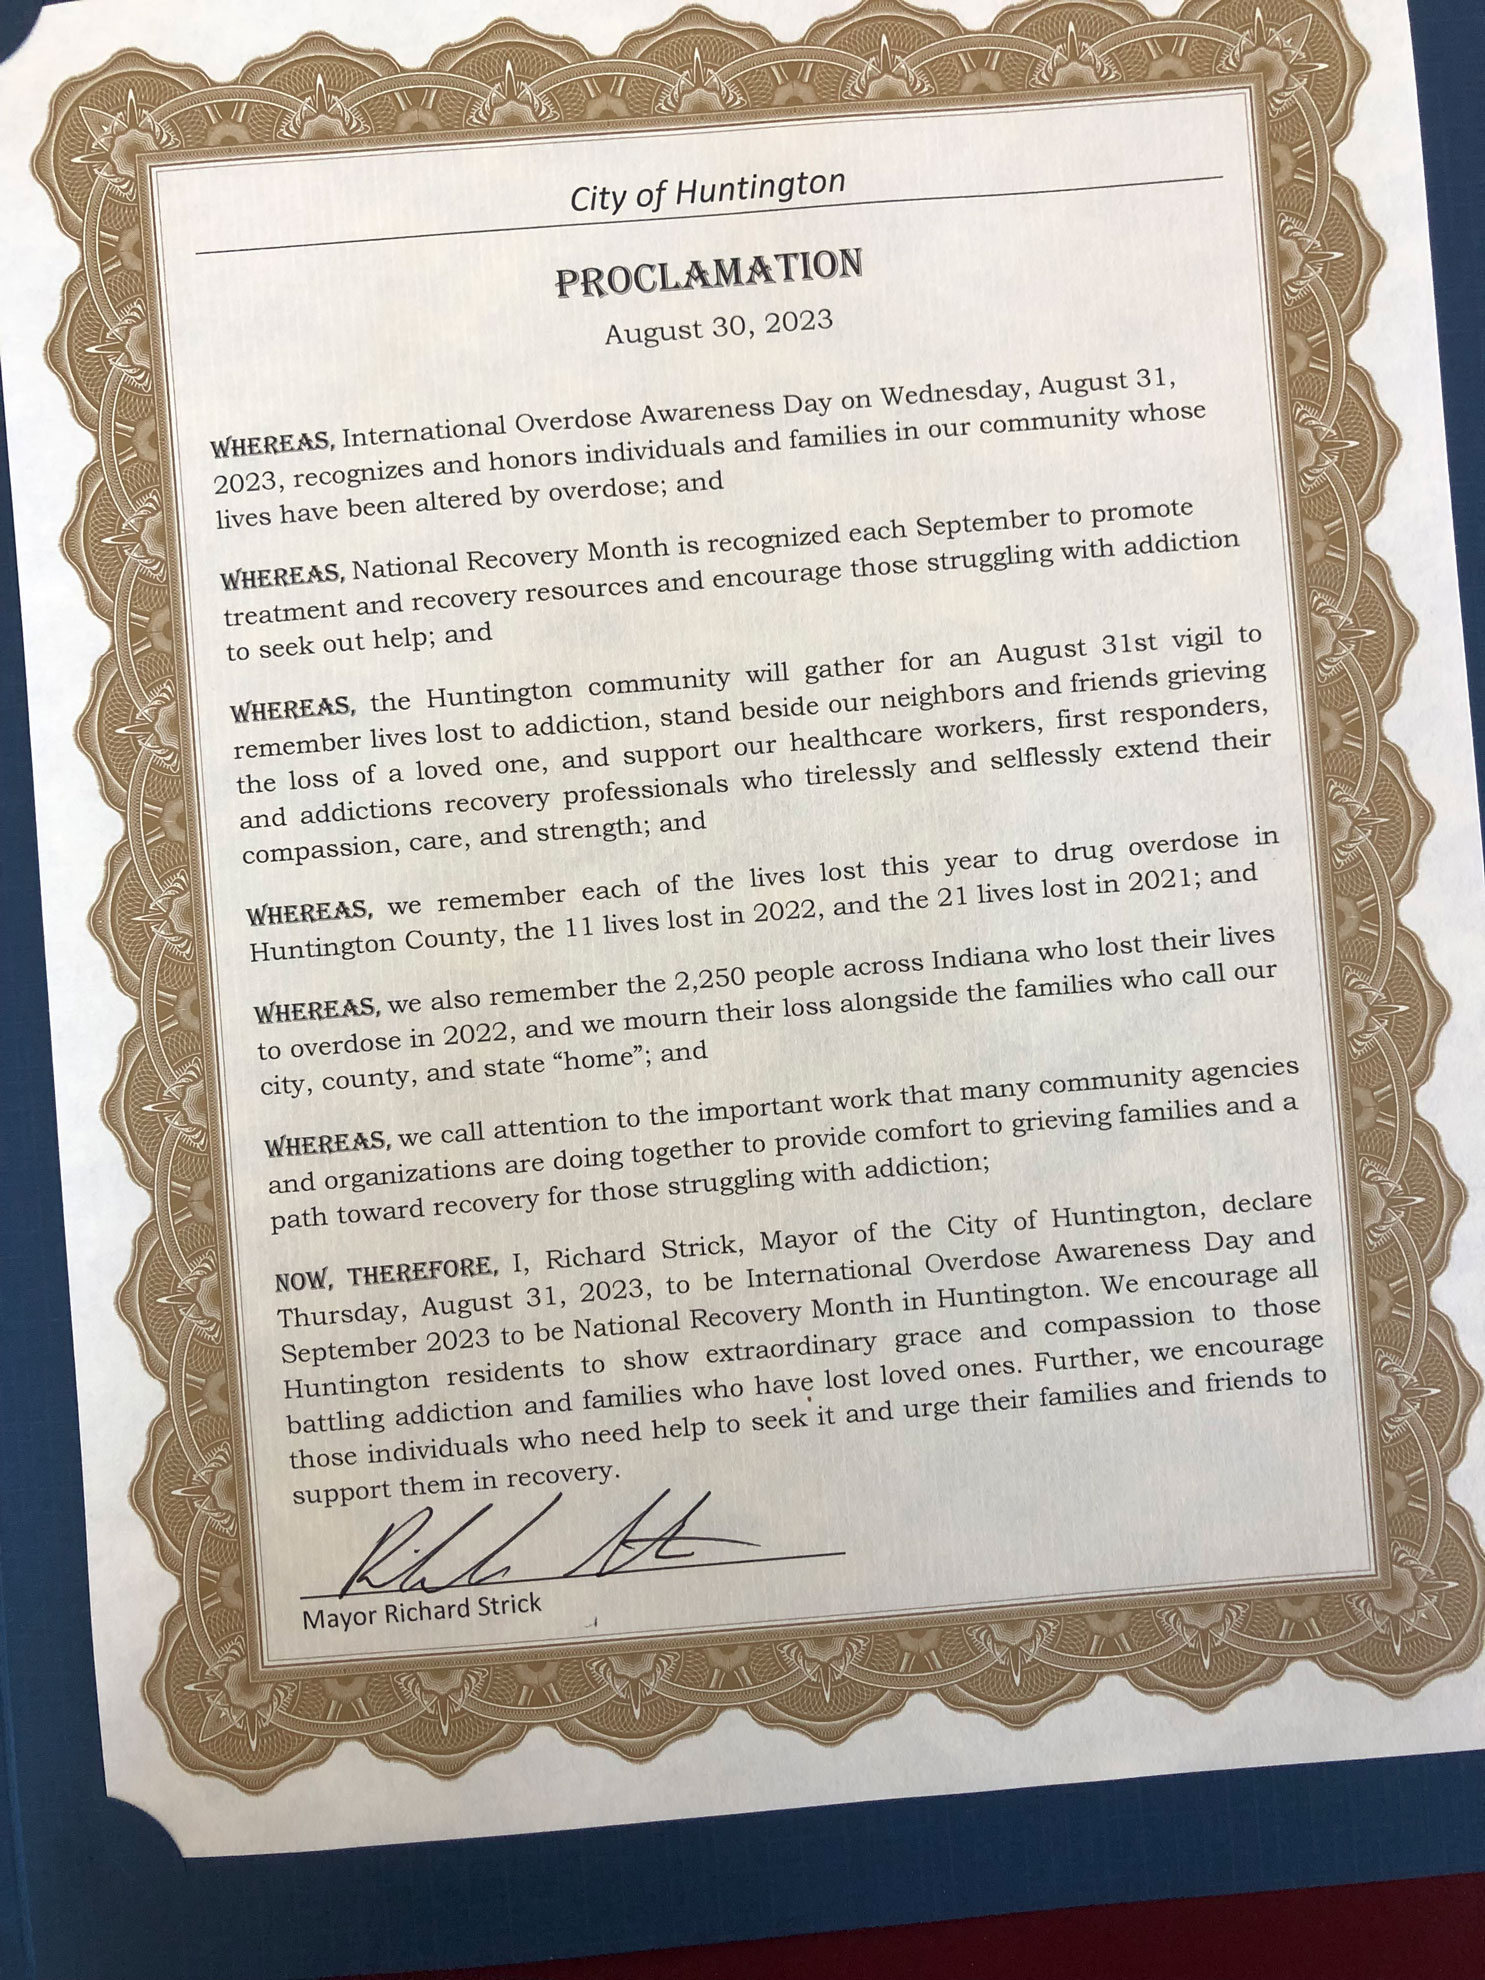 City of Huntington
PROCLAMATION
August 30, 2023
WHEREAS, International Overdose Awareness Day on Wednesday, August 31,
2023, recognizes and honors individuals and families in our community whose
lives have been altered by overdose; and
WHEREAS, National Recovery Month is recognized each September to promote
treatment and recovery resources and encourage those struggling with addiction
to seek out help; and
WHEREAS, the Huntington community will gather for an August 31st vigil to
remember lives lost to addiction, stand beside our neighbors and friends grieving
the loss of a loved one, and support our healthcare workers, first responders,
and addictions recovery professionals who tirelessly and selflessly extend their
compassion, care, and strength; and
WHEREAS, we remember each of the lives lost this year to drug overdose in
Huntington County, the 11 lives lost in 2022, and the 21 lives lost in 2021; and
WHEREAS, we also remember the 2,250 people across Indiana who lost their lives
to overdose in 2022, and we mourn their loss alongside the families who call our
city, county, and state “home”; and
WHEREAS, we call attention to the important work that many community agencies
and organizations are doing together to provide comfort to grieving families and a
path toward recovery for those struggling with addiction;
NOW, THEREFORE, I, Richard Strick, Mayor of the City of Huntington, declare
Thursday, August 31, 2023, to be International Overdose Awareness Day and
September 2023 to be National Recovery Month in Huntington. We encourage all
Huntington residents to show extraordinary grace and compassion to those
battling addiction and families who have lost loved ones. Further, we encourage
those individuals who need help to seek it and urge their families and friends to
support them in recovery.
Mayor Richard Strick